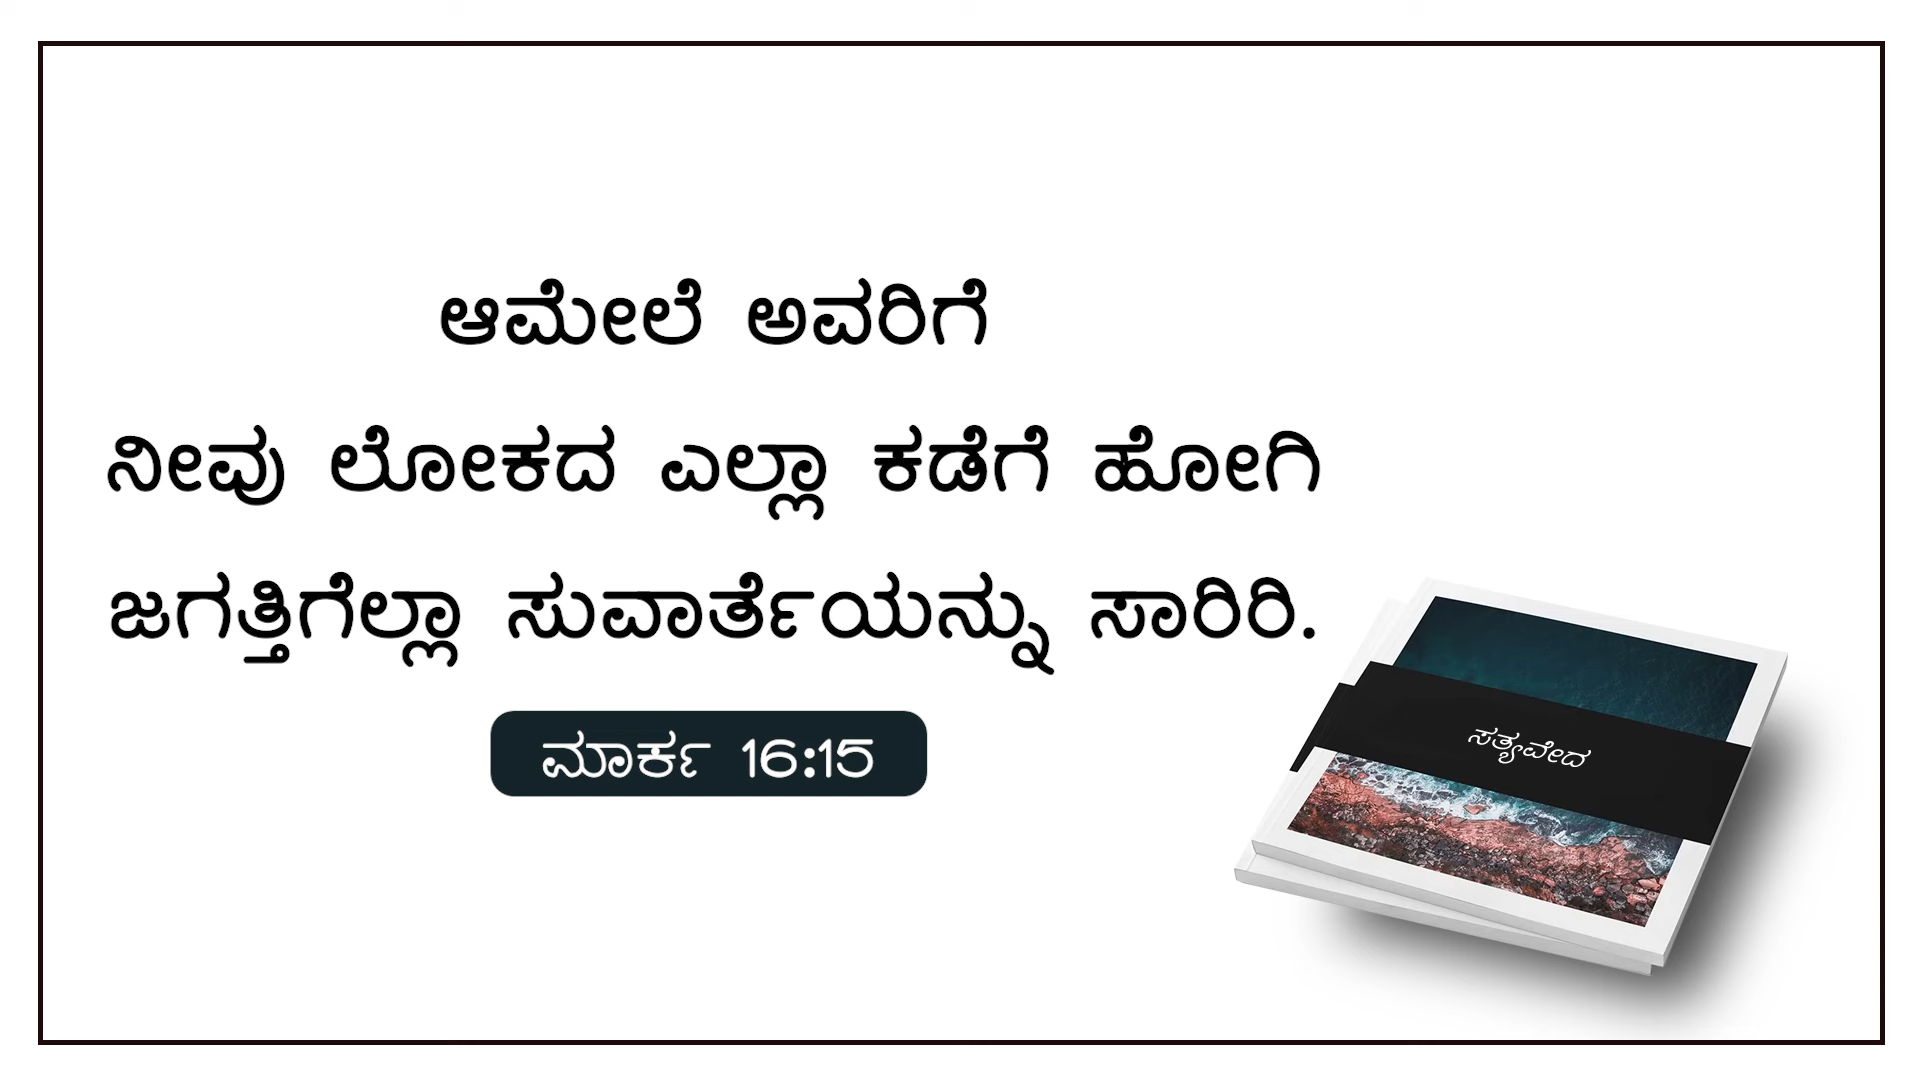 ಆಮೇಲೆ ಅವರಿಗೆ
ನೀವು ಲೋಕದ ಎಲ್ಲಾ ಕಡೆಗೆ ಹೋಗಿ
ಜಗತ್ತಿಗೆಲ್ಲಾ ಸುವಾರ್ತೆಯನ್ನು ಸಾರಿರಿ.
ಮಾರ್ಕ 16:15
ಸತ್ಯವೇದ